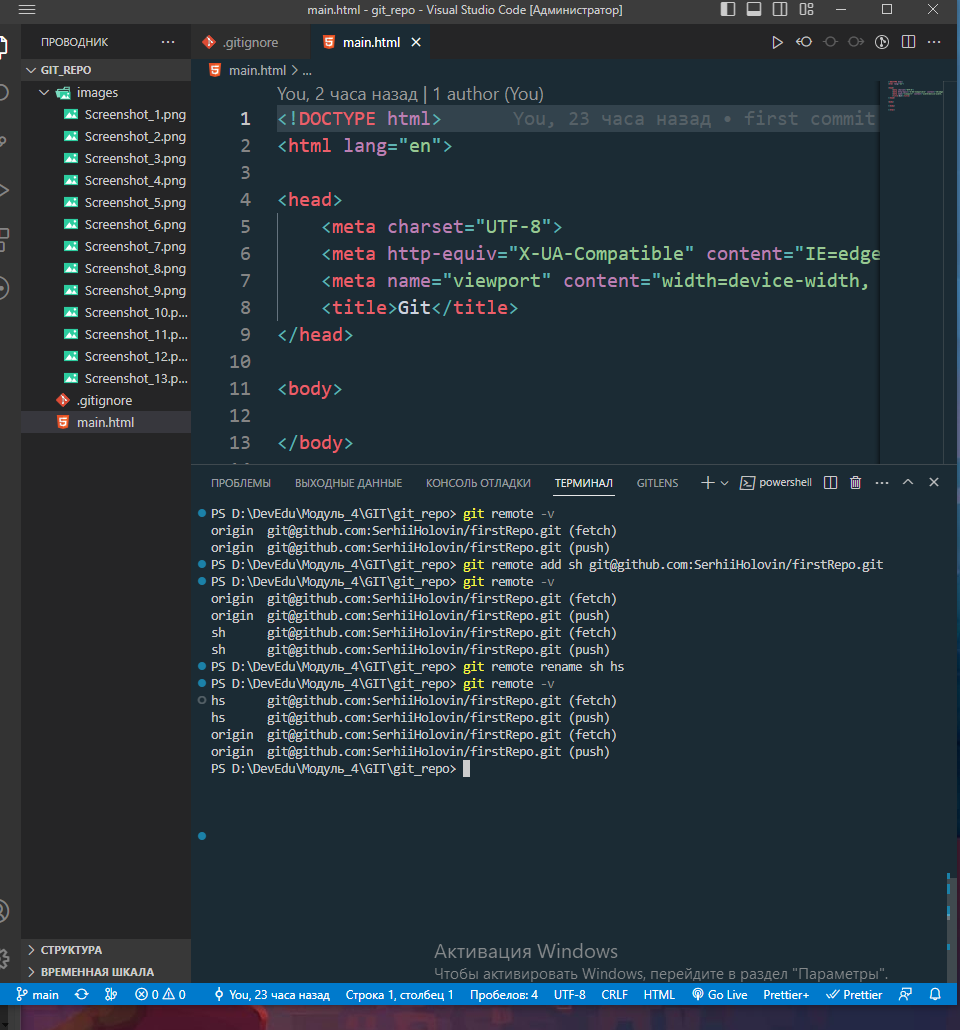 main.html - git_repo - Visual Studio Code [Администратор]
ПРОВОДНИК
.gitignore
main.html
GIT_REPO
main.html > ...
images
Screenshot_1.png
Screenshot_2.png
Screenshot_3.png
Screenshot_4.png
Screenshot_5.png
Screenshot_6.png
Screenshot_7.png
Screenshot_8.png
Screenshot_9.png
Screenshot_10.p...
Screenshot_11.p...
Screenshot_12.p...
Screenshot_13.p...
.gitignore
main.html
You, 2 часа назад | 1 author (You)
1 <!DOCTYPE html> You, 23 часа назад • first commit
2 <html lang="en">
3
4 <head>
5 <meta charset="UTF-8">
6 <meta http-equiv="X-UA-Compatible" content="IE=edge
7 <meta name="viewport" content="width=device-width,
8 <title>Git</title>
9 </head>
10
11 <body>
12
13 </body>
ПРОБЛЕМЫ ВЫХОДНЫЕ ДАННЫЕ КОНСОЛЬ ОТЛАДКИ ТЕРМИНАЛ GITLENS powershell
PS D:\DevEdu\Модуль_4\GIT\git_repo> git remote -v
origin git@github.com:SerhiiHolovin/firstRepo.git (fetch)
origin git@github.com:SerhiiHolovin/firstRepo.git (push)
PS D:\DevEdu\Модуль_4\GIT\git_repo> git remote add sh git@github.com:SerhiiHolovin/firstRepo.git
PS D:\DevEdu\Модуль_4\GIT\git_repo> git remote -v
origin git@github.com:SerhiiHolovin/firstRepo.git (fetch)
origin git@github.com:SerhiiHolovin/firstRepo.git (push)
sh git@github.com:SerhiiHolovin/firstRepo.git (fetch)
sh git@github.com:SerhiiHolovin/firstRepo.git (push)
PS D:\DevEdu\Модуль_4\GIT\git_repo> git remote rename sh hs
PS D:\DevEdu\Модуль_4\GIT\git_repo> git remote -v
hs git@github.com:SerhiiHolovin/firstRepo.git (fetch)
hs git@github.com:SerhiiHolovin/firstRepo.git (push)
origin git@github.com:SerhiiHolovin/firstRepo.git (fetch)
origin git@github.com:SerhiiHolovin/firstRepo.git (push)
PS D:\DevEdu\Модуль_4\GIT\git_repo>
СТРУКТУРА
ВРЕМЕННАЯ ШКАЛА
Активация Windows
Чтобы активировать Windows, перейдите в раздел "Параметры".
main 0 0 You, 23 часа назад Строка 1, столбец 1 Пробелов: 4 UTF-8 CRLF HTML Go Live Prettier+ Prettier